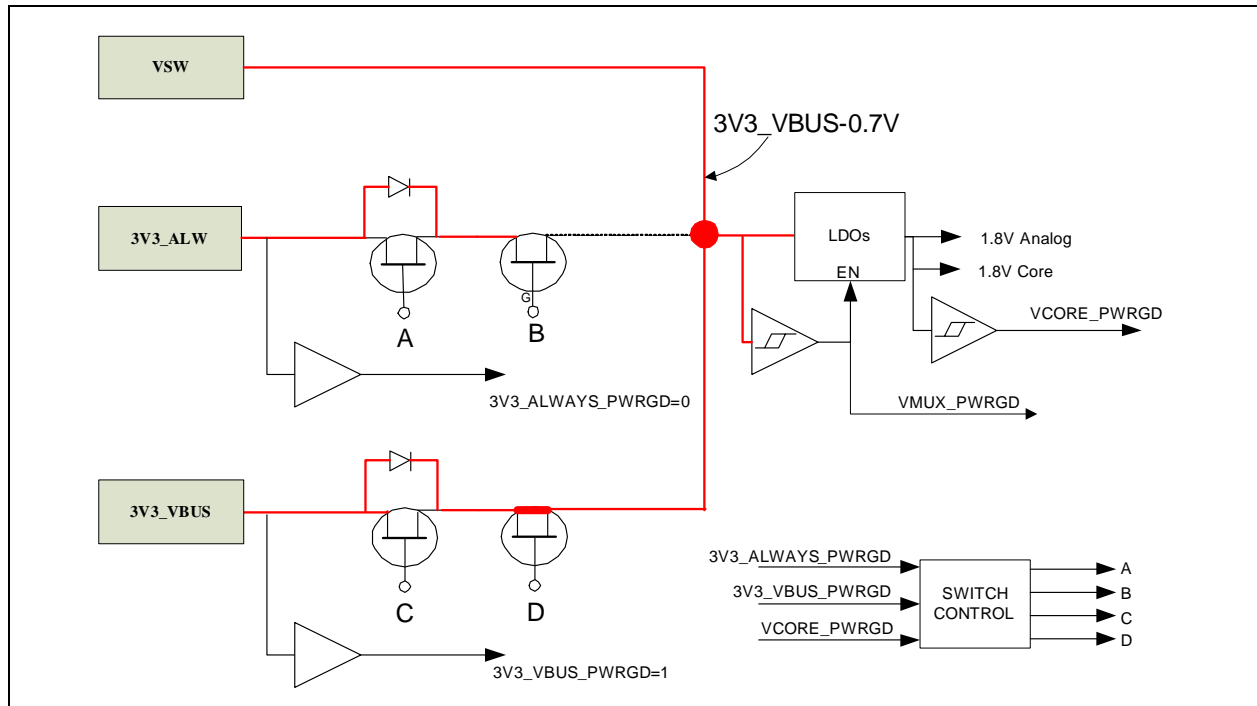 VSW
3V3_VBUS-0.7V
3V3_ALW
LDOs
EN
1.8V Analog
1.8V Core
G
A
B
VCORE_PWRGD
3V3_ALWAYS_PWRGD=0
VMUX_PWRGD
3V3_VBUS
C
D
3V3_VBUS_PWRGD=1
3V3_ALWAYS_PWRGD
3V3_VBUS_PWRGD
VCORE_PWRGD
SWITCH
CONTROL
A
B
C
D